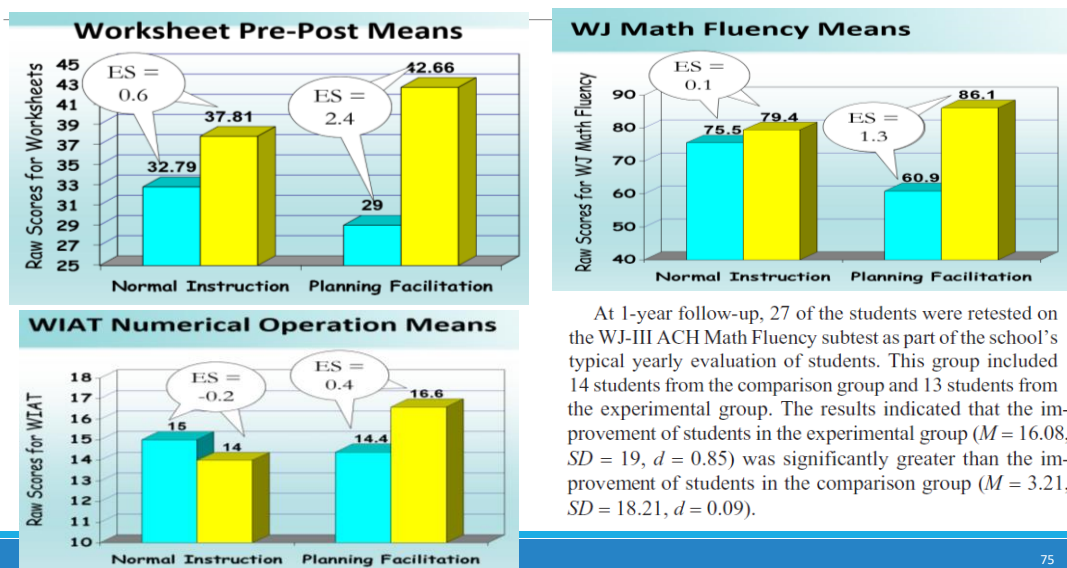 Worksheet Pre-Post Means
Raw Scores for Worksheets
45
43
41
39
37
35
33
31
29
27
25
ES =
0.6
ES =
2.4
32.79
37.81
29
42.66
Normal Instruction
Planning Facilitation
WJ Math Fluency Means
Raw Scores for WJ Math Fluency
90
80
70
60
50
40
ES =
0.1
ES =
1.3
75.5
79.4
60.9
86.1
Normal Instruction
Planning Facilitation
WIAT Numerical Operation Means
Raw Scores for WIAT
18
17
16
15
14
13
12
11
10
ES =
-0.2
ES =
0.4
15
14
14.4
16.6
Normal Instruction
Planning Facilitation
At 1-year follow-up, 27 of the students were retested on
the WJ-III ACH Math Fluency subtest as part of the school’s
typical yearly evaluation of students. This group included
14 students from the comparison group and 13 students from
the experimental group. The results indicated that the im-
provement of students in the experimental group (M = 16.08,
SD = 19, d = 0.85) was significantly greater than the im-
provement of students in the comparison group (M = 3.21,
SD = 18.21, d = 0.09).
75